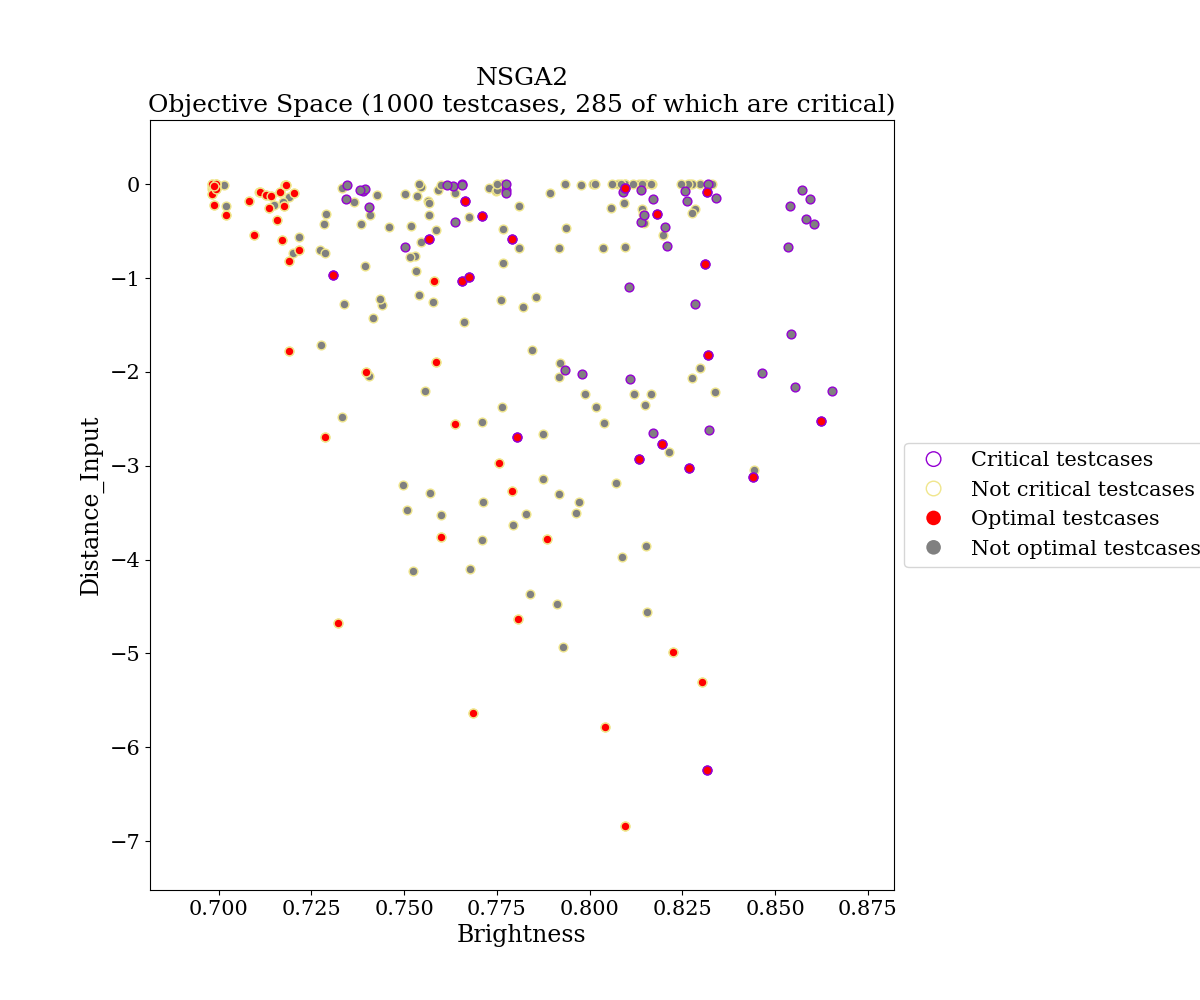 NSGA2
Objective Space (1000 testcases, 285 of which are critical)
0
−1
−2
−3
−4
−5
−6
−7
Distance_Input
0.700 0.725 0.750 0.775 0.800 0.825 0.850 0.875
Brightness
Critical testcases
Not critical testcases
Optimal testcases
Not optimal testcases